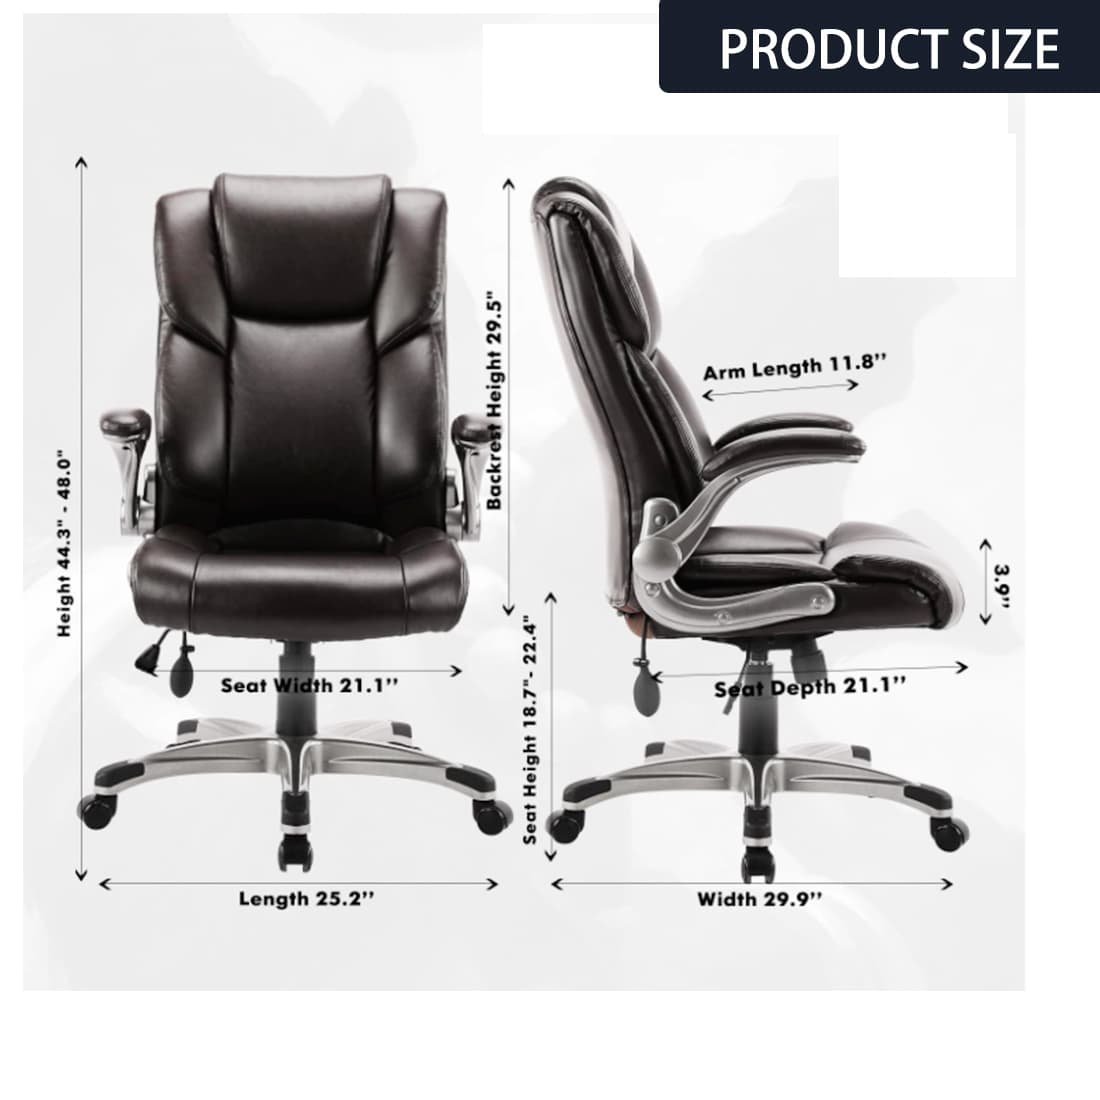 PRODUCT SIZE
Height 44.3" - 48.0"
Backrest Height 29.5"
Arm Length 11.8’’
3.9’’
Seat Height 18.7"- 22.4"
Seat Width 21.1’’
Seat Depth 21.1’’
Length 25.2’’
Width 29.9’’